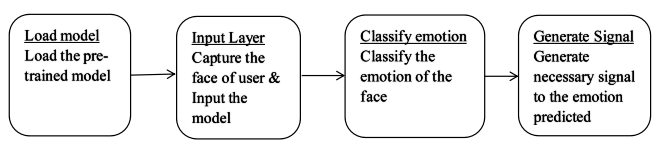 Load model
Load the pre-
trained model
Input Layer
Capture the
face of user &
Input the
model
Classify emotion
Classify the
emotion of the
face
Generate Signal
Generate
necessary signal
to the emotion
predicted